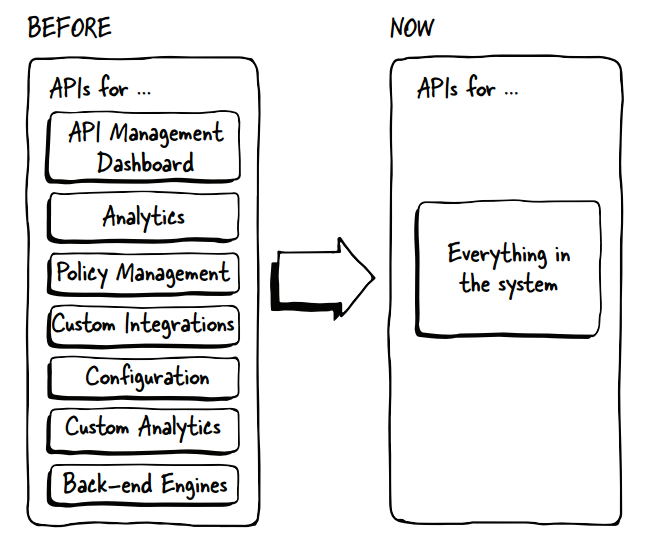 BEFORE
APIs for ...
API Management
Dashboard
Analytics
Policy Management
Custom Integrations
Configuration
Custom Analytics
Back-end Engines
NOW
APIs for ...
Everything in
the system